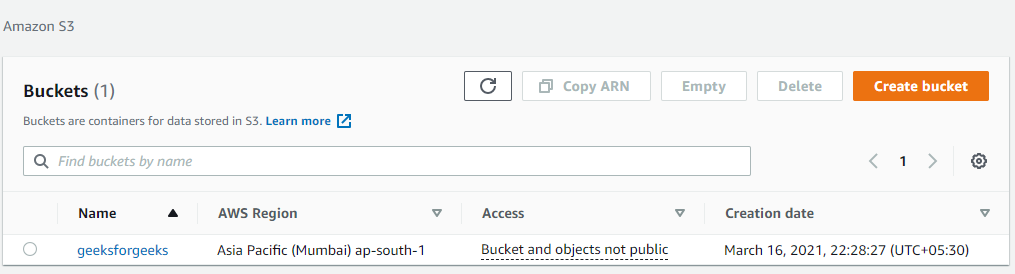 Amazon S3
Buckets (1)
Copy ARN
Empty
Delete
Create bucket
Buckets are containers for data stored in S3. Learn more
Find buckets by name
1
Name AWS Region Access Creation date
geeksforgeeks Asia Pacific (Mumbai) ap-south-1 Bucket and objects not public March 16, 2021, 22:28:27 (UTC+05:30)